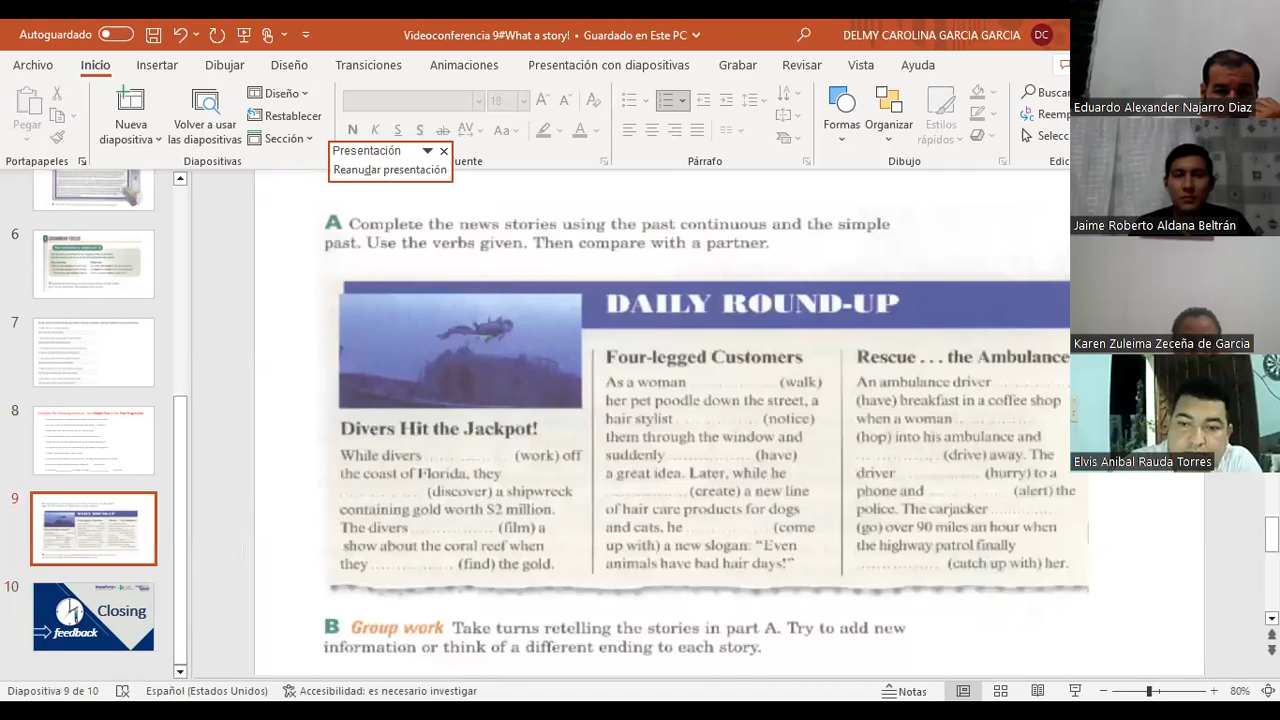 Autoguardado
Videoconferencia 9#What a story! • Guardado en Este PC
DELMY CAROLINA GARCIA GARCIA DC
Archivo Inicio Insertar Dibujar Diseño Transiciones Animaciones Presentación con diapositivas Grabar Revisar Vista Ayuda
Pegar
Nueva diapositiva
Volver a usar las diapositivas
Diseño
Restablecer
Sección
18
N K S S ab AV Aa A
Formas
Organizar
Estilos rápidos
Buscar
Reemp
Selecc
Portapapeles Diapositivas uente Párrafo Dibujo Edici
Presentación
Reanudar presentación
6
7
8
9
10
Closing
feedback
A Complete the news stories using the past continuous and the simple
past. Use the verbs given. Then compare with a partner.
DAILY ROUND-UP
Divers Hit the Jackpot!
While divers ............ (work) off
the coast of Florida, they
............ (discover) a shipwreck
containing gold worth $2 million.
The divers ............ (film) a
show about the coral reef when
they ............ (find) the gold.
Four-legged Customers
As a woman ............ (walk)
her pet poodle down the street, a
hair stylist ............ (notice)
them through the window and
suddenly ............ (have)
a great idea. Later, while he
............ (create) a new line
of hair care products for dogs
and cats, he ............
up with) a new slogan: “Even
animals have bad hair days!”
Rescue . . . the Ambulance
An ambulance driver ............
(have) breakfast in a coffee shop
when a woman ............
(hop) into his ambulance and
............ (drive) away. The
driver ............ (hurry) to a
phone and ............ (alert) the
police. The carjacker ............
(go) over 90 miles an hour when
the highway patrol finally
............ (catch up with) her.
B Group work Take turns retelling the stories in part A. Try to add new
information or think of a different ending to each story.
Eduardo Alexander Najarro Diaz
Jaime Roberto Aldana Beltrán
Karen Zuleima Zeceña de Garcia
Elvis Anibal Rauda Torres
Diapositiva 9 de 10 Español (Estados Unidos) Accesibilidad: es necesario investigar Notas 80%